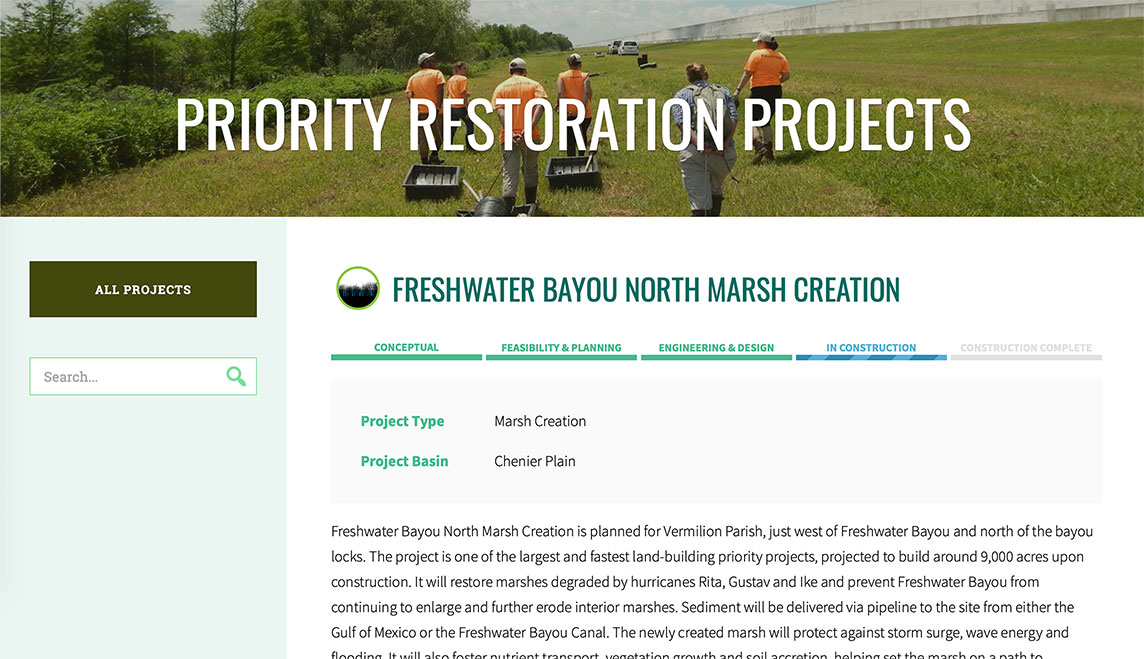 PRIORITY RESTORATION PROJECTS
ALL PROJECTS
Search...
FRESHWATER BAYOU NORTH MARSH CREATION
CONCEPTUAL
FEASIBILITY & PLANNING
ENGINEERING & DESIGN
IN CONSTRUCTION
CONSTRUCTION COMPLETE
Project Type Marsh Creation
Project Basin Chenier Plain
Freshwater Bayou North Marsh Creation is planned for Vermilion Parish, just west of Freshwater Bayou and north of the bayou
locks. The project is one of the largest and fastest land-building priority projects, projected to build around 9,000 acres upon
construction. It will restore marshes degraded by hurricanes Rita, Gustav and Ike and prevent Freshwater Bayou from
continuing to enlarge and further erode interior marshes. Sediment will be delivered via pipeline to the site from either the
Gulf of Mexico or the Freshwater Bayou Canal. The newly created marsh will protect against storm surge, wave energy and
flooding. It will also foster nutrient transport, vegetation growth and soil accretion, helping set the marsh on a path to